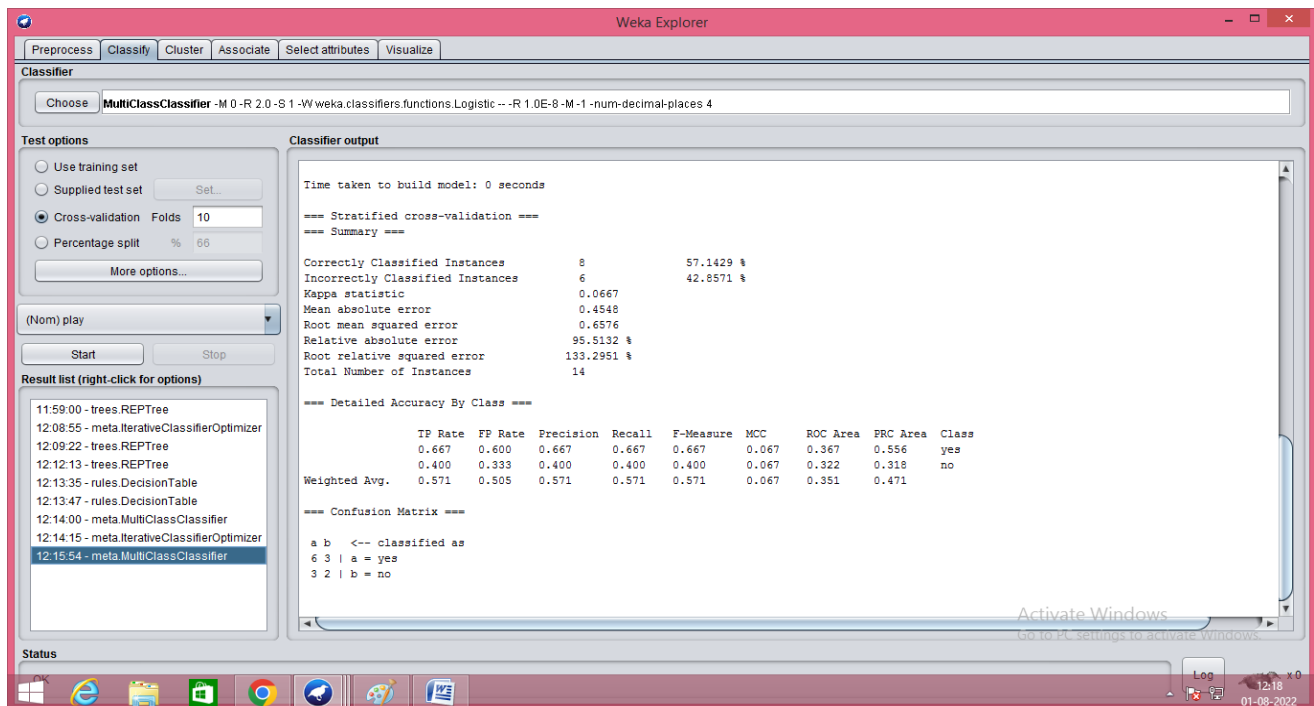 Weka Explorer
Preprocess Classify Cluster Associate Select attributes Visualize
Classifier
Choose MultiClassClassifier -M 0 -R 2.0 -S 1 -W weka.classifiers.functions.Logistic -- -R 1.0E-8 -M -1 -num-decimal-places 4
Test options
Use training set
Supplied test set Set...
Cross-validation Folds 10
Percentage split % 66
More options...
(Nom) play
Start Stop
Result list (right-click for options)
11:59:00 - trees.REPTree
12:08:55 - meta.IterativeClassifierOptimizer
12:09:22 - trees.REPTree
12:12:13 - trees.REPTree
12:13:35 - rules.DecisionTable
12:13:47 - rules.DecisionTable
12:14:00 - meta.MultiClassClassifier
12:14:15 - meta.IterativeClassifierOptimizer
12:15:54 - meta.MultiClassClassifier
Classifier output
Time taken to build model: 0 seconds
=== Stratified cross-validation ===
=== Summary ===
Correctly Classified Instances 8 57.1429 %
Incorrectly Classified Instances 6 42.8571 %
Kappa statistic 0.0667
Mean absolute error 0.4548
Root mean squared error 0.6576
Relative absolute error 95.5132 %
Root relative squared error 133.2951 %
Total Number of Instances 14
=== Detailed Accuracy By Class ===
TP Rate FP Rate Precision Recall F-Measure MCC ROC Area PRC Area Class
0.667 0.600 0.667 0.667 0.667 0.067 0.367 0.556 yes
0.400 0.333 0.400 0.400 0.400 0.067 0.322 0.318 no
Weighted Avg. 0.571 0.505 0.571 0.571 0.571 0.067 0.351 0.471
=== Confusion Matrix ===
a b <-- classified as
6 3 | a = yes
3 2 | b = no
Activate Windows
Go to PC settings to activate Windows.
Status
OK
Log x 0
12:18
01-08-2022